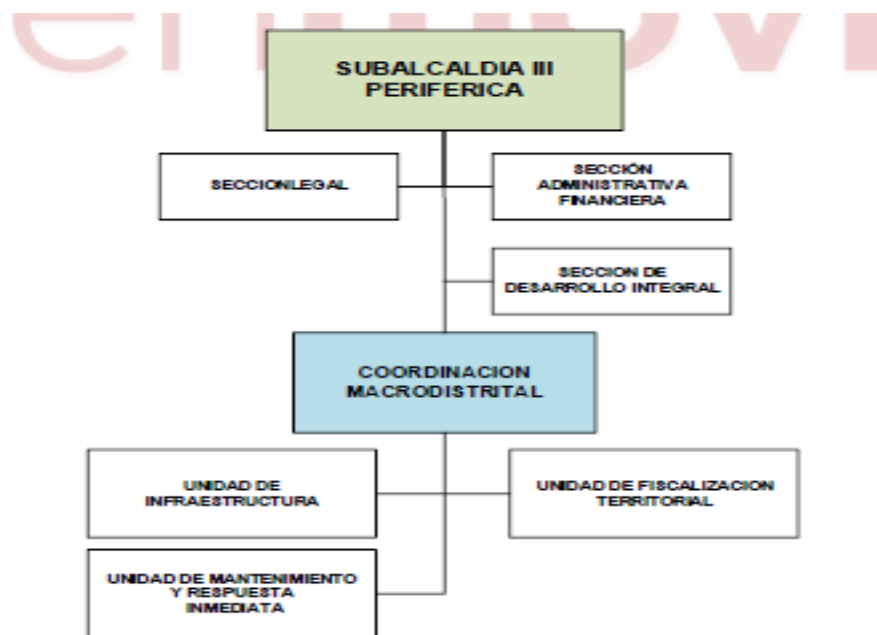 SUBALCALDIA III
PERIFERICA
SECCIONLEGAL
SECCIÓN
ADMINISTRATIVA
FINANCIERA
SECCION DE
DESARROLLO INTEGRAL
COORDINACION
MACRODISTRITAL
UNIDAD DE
INFRAESTRUCTURA
UNIDAD DE FISCALIZACION
TERRITORIAL
UNIDAD DE MANTENIMIENTO
Y RESPUESTA
INMEDIATA